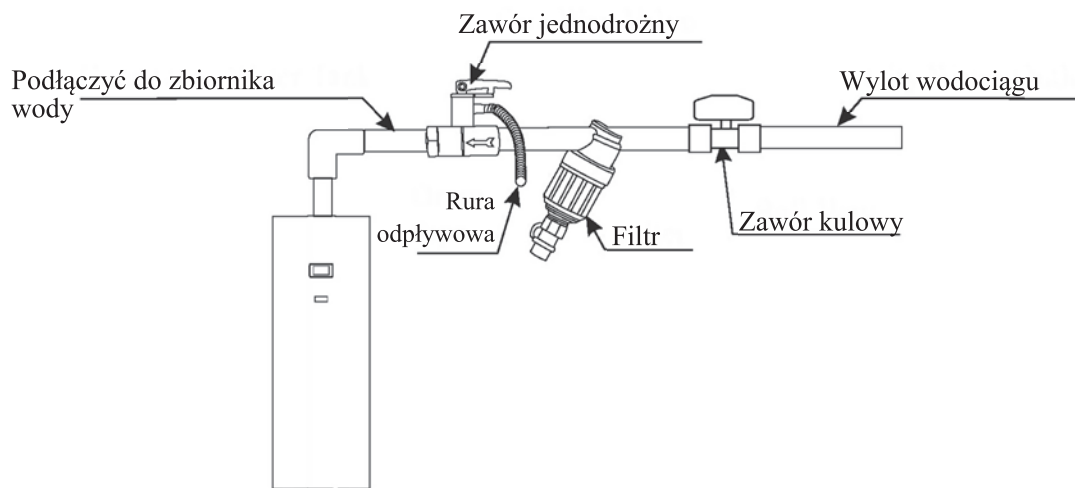 Zawór jednodrożny
Podłączyć do zbiornika
wody
Wylot wodociągu
Rura
odpływowa
Filtr
Zawór kulowy